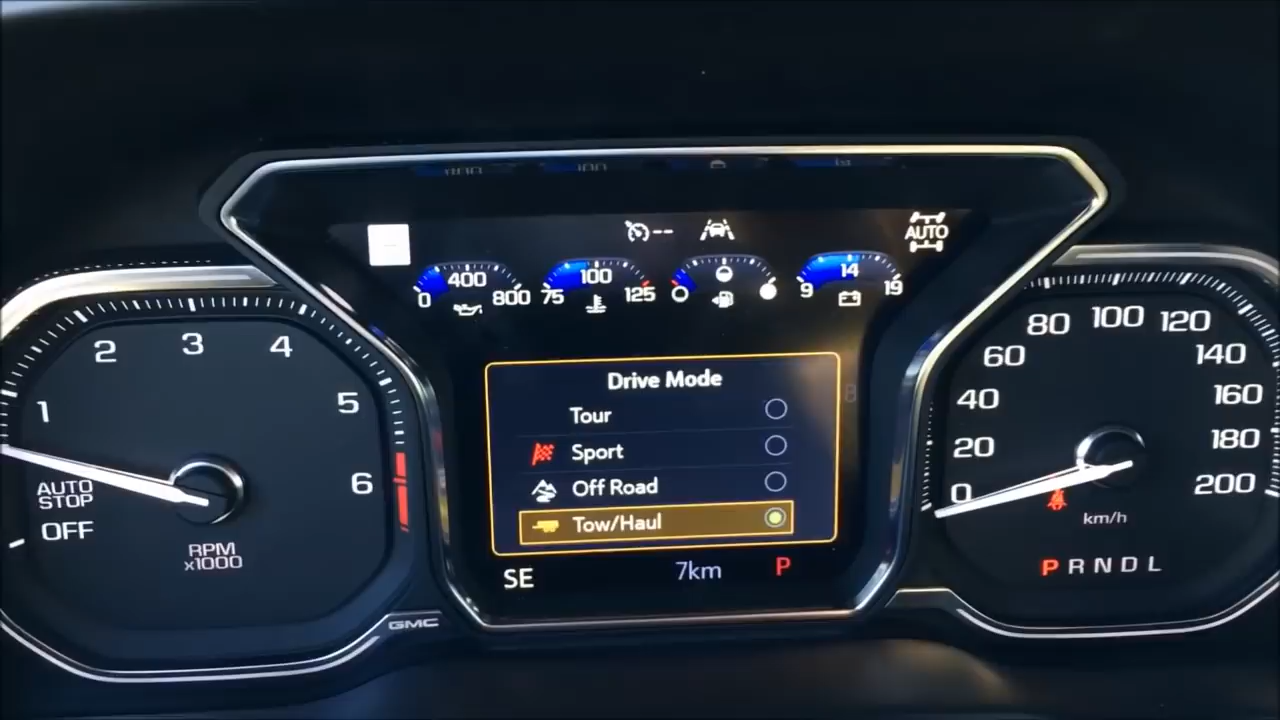 AUTO
400
0 800
100
75 125
14
9 19
1 2 3 4 5 6
AUTO
STOP
OFF
RPM
x1000
GMC
Drive Mode
Tour
Sport
Off Road
Tow/Haul
SE 7km P
0 20 40 60 80 100 120 140 160 180 200
km/h
P R N D L